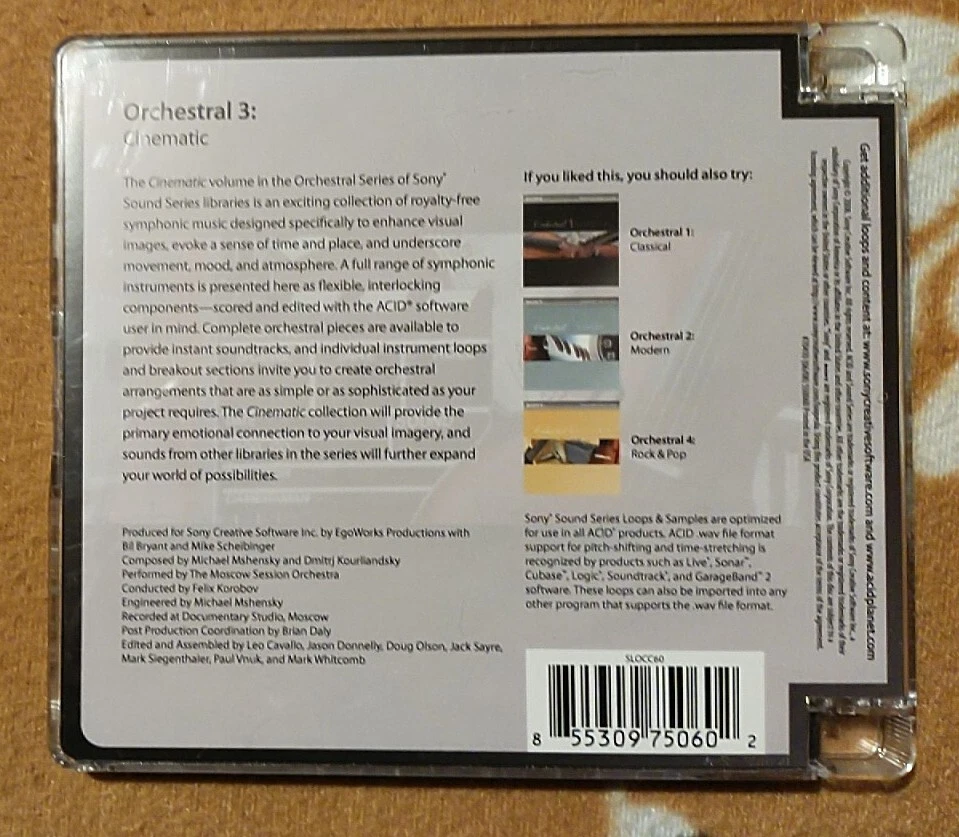 Orchestral 3:
Cinematic
The Cinematic volume in the Orchestral Series of Sony®
Sound Series libraries is an exciting collection of royalty-free
symphonic music designed specifically to enhance visual
images, evoke a sense of time and place, and underscore
movement, mood, and atmosphere. A full range of symphonic
instruments is presented here as flexible, interlocking
components—scored and edited with the ACID® software
user in mind. Complete orchestral pieces are available to
provide instant soundtracks, and individual instrument loops
and breakout sections invite you to create orchestral
arrangements that are as simple or as sophisticated as your
project requires. The Cinematic collection will provide the
primary emotional connection to your visual imagery, and
sounds from other libraries in the series will further expand
your world of possibilities.
Produced for Sony Creative Software Inc. by EgoWorks Productions with
Bil Bryant and Mike Scheibinger
Composed by Michael Mshensky and Dmitrj Kourliandsky
Performed by The Moscow Session Orchestra
Conducted by Felix Korobov
Engineered by Michael Mshensky
Recorded at Documentary Studio, Moscow
Post Production Coordination by Brian Daly
Edited and Assembled by Leo Cavallo, Jason Donnelly, Doug Olson, Jack Sayre,
Mark Siegenthaler, Paul Vnuk, and Mark Whitcomb
If you liked this, you should also try:
Orchestral 1:
Classical
Orchestral 2:
Modern
Orchestral 4:
Rock & Pop
Sony® Sound Series Loops & Samples are optimized
for use in all ACID® products. ACID .wav file format
support for pitch-shifting and time-stretching is
recognized by products such as Live®, Sonar™,
Cubase™, Logic®, Soundtrack®, and GarageBand™ 2
software. These loops can also be imported into any
other program that supports the .wav file format.
SLOCC60
8 55309 75060 2
Get additional loops and content at: www.sonycreativesoftware.com and www.acidplanet.com